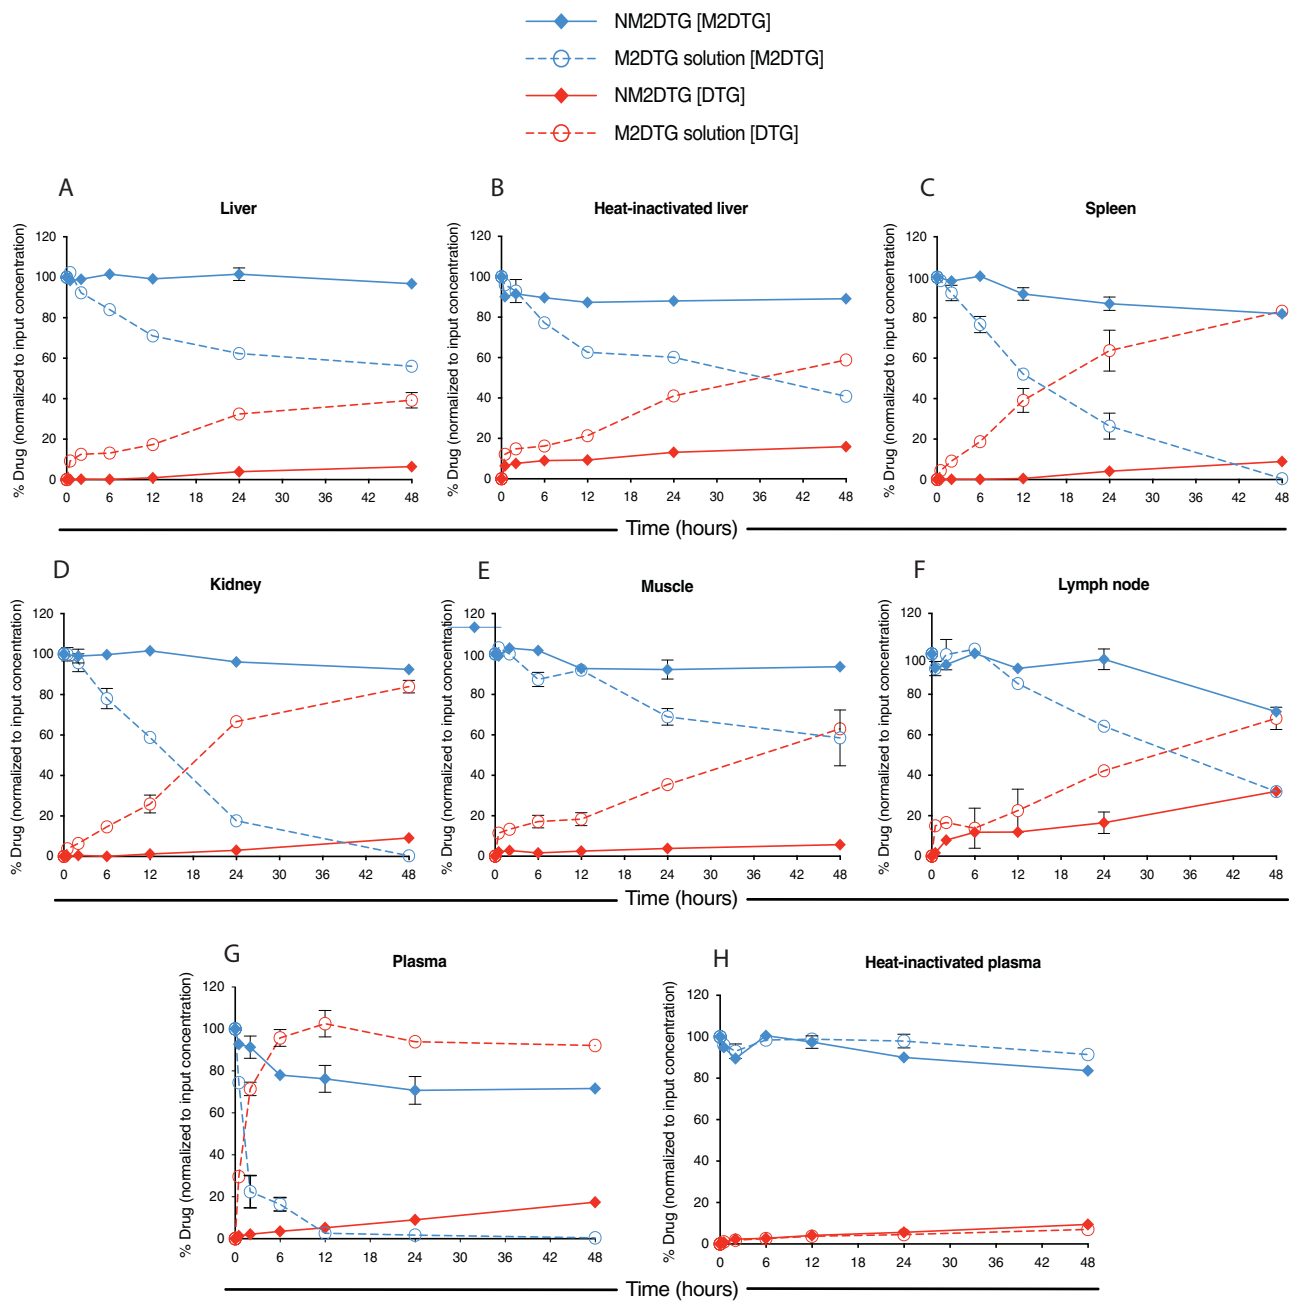 NM2DTG [M2DTG]
M2DTG solution [M2DTG]
NM2DTG [DTG]
M2DTG solution [DTG]
A
Liver
% Drug (normalized to input concentration)
120
100
80
60
40
20
0
0 6 12 18 24 30 36 42 48
B
Heat-inactivated liver
% Drug (normalized to input concentration)
120
100
80
60
40
20
0
0 6 12 18 24 30 36 42 48
C
Spleen
% Drug (normalized to input concentration)
120
100
80
60
40
20
0
0 6 12 18 24 30 36 42 48
Time (hours)
D
Kidney
% Drug (normalized to input concentration)
120
100
80
60
40
20
0
0 6 12 18 24 30 36 42 48
E
Muscle
% Drug (normalized to input concentration)
120
100
80
60
40
20
0
0 6 12 18 24 30 36 42 48
F
Lymph node
% Drug (normalized to input concentration)
120
100
80
60
40
20
0
0 6 12 18 24 30 36 42 48
Time (hours)
G
Plasma
% Drug (normalized to input concentration)
120
100
80
60
40
20
0
0 6 12 18 24 30 36 42 48
H
Heat-inactivated plasma
% Drug (normalized to input concentration)
120
100
80
60
40
20
0
0 6 12 18 24 30 36 42 48
Time (hours)